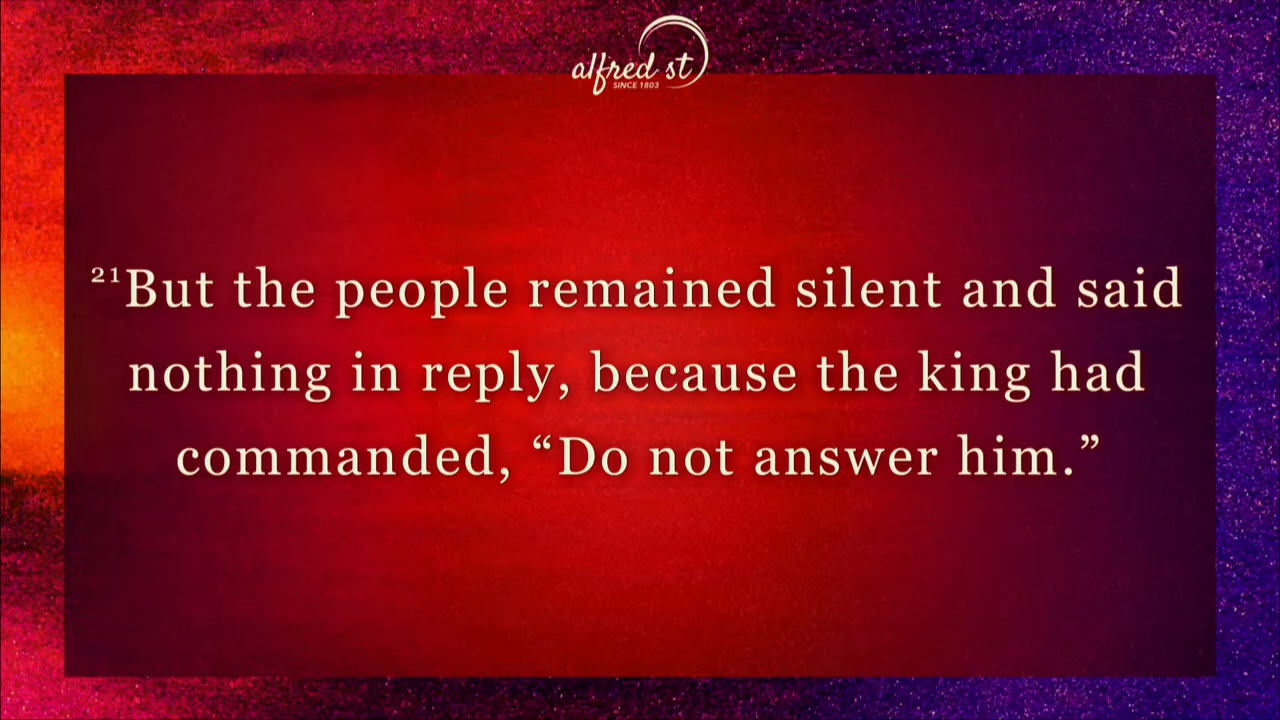 alfred st
SINCE 1803
²¹But the people remained silent and said
nothing in reply, because the king had
commanded, “Do not answer him.”